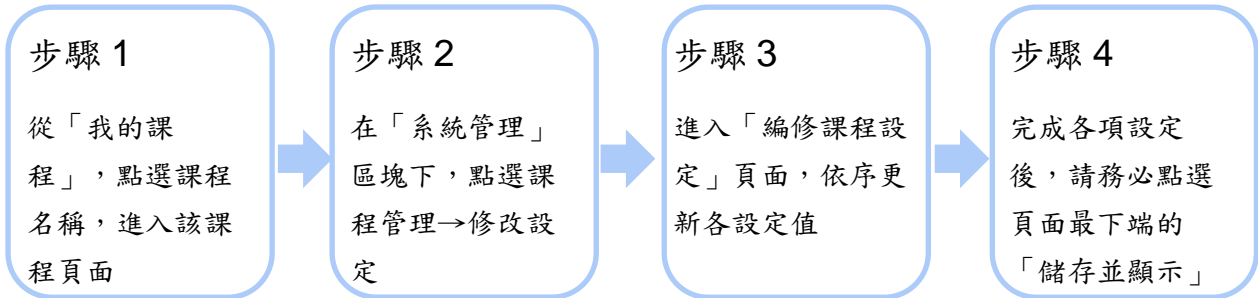 步驟 1
從「我的課
程」，點選課程
名稱，進入該課
程頁面
步驟 2
在「系統管理」
區塊下，點選課
程管理→修改設
定
步驟 3
進入「編修課程設
定」頁面，依序更
新各設定值
步驟 4
完成各項設定
後，請務必點選
頁面最下端的
「儲存並顯示」